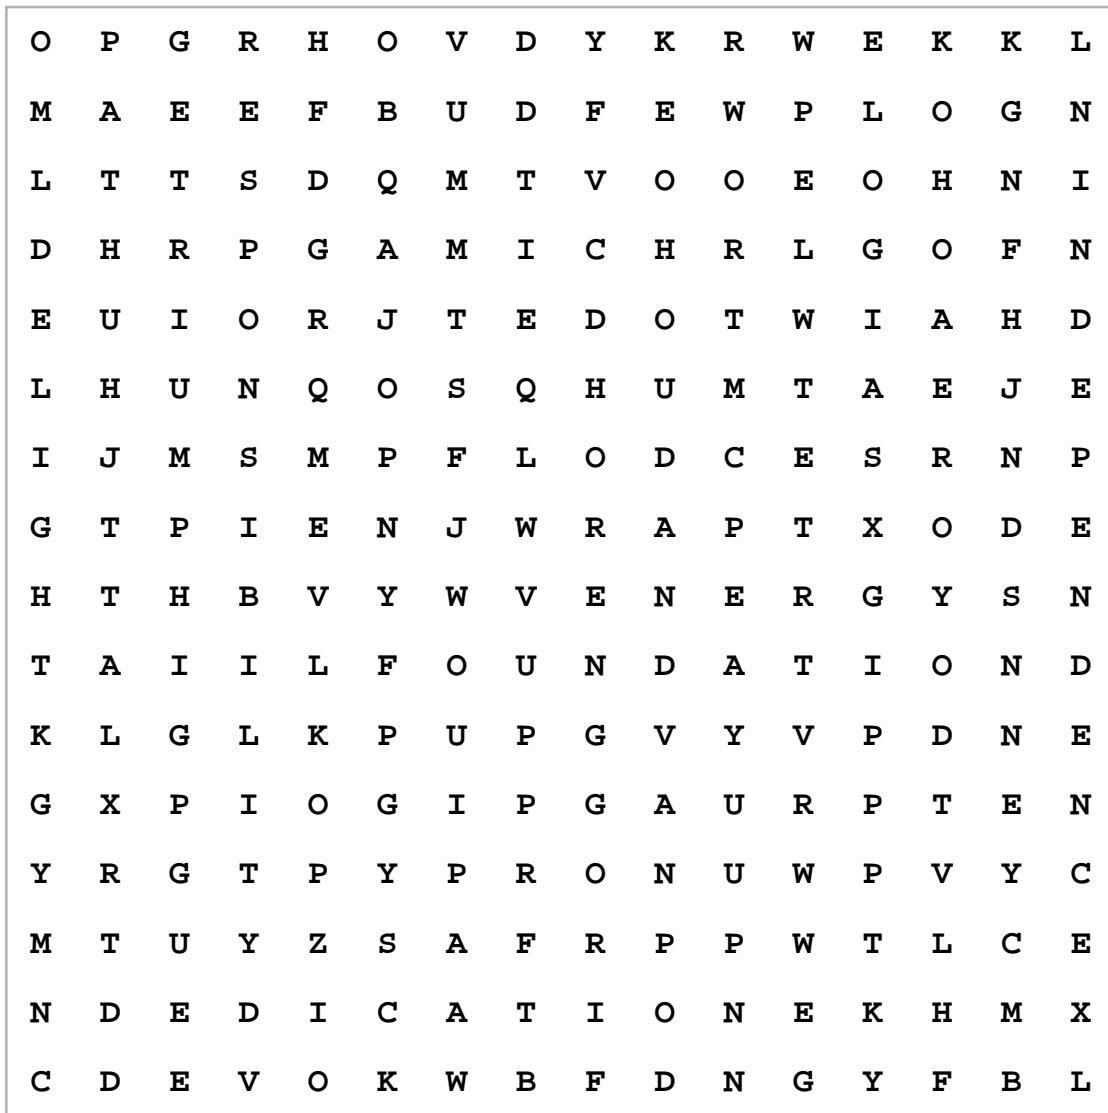 O P G R H O V D Y K R W E K K L
M A E E F B U D F E W P L O G N
L T T S D Q M T V O O E O H N I
D H R P G A M I C H R L G O F N
E U I O R J T E D O T W I A H D
L H U N Q O S Q H U M T A E J E
I J M S M P F L O D C E S R N P
G T P I E N J W R A P T X O D E
H T H B V Y W V E N E R G Y S N
T A I I L F O U N D A T I O N D
K L G L K P U P G V Y V P D N E
G X P I O G I P G A U R P T E N
Y R G T P Y P R O N U W P V Y C
M T U Y Z S A F R P P W T L C E
N D E D I C A T I O N E K H M X
C D E V O K W B F D N G Y F B L